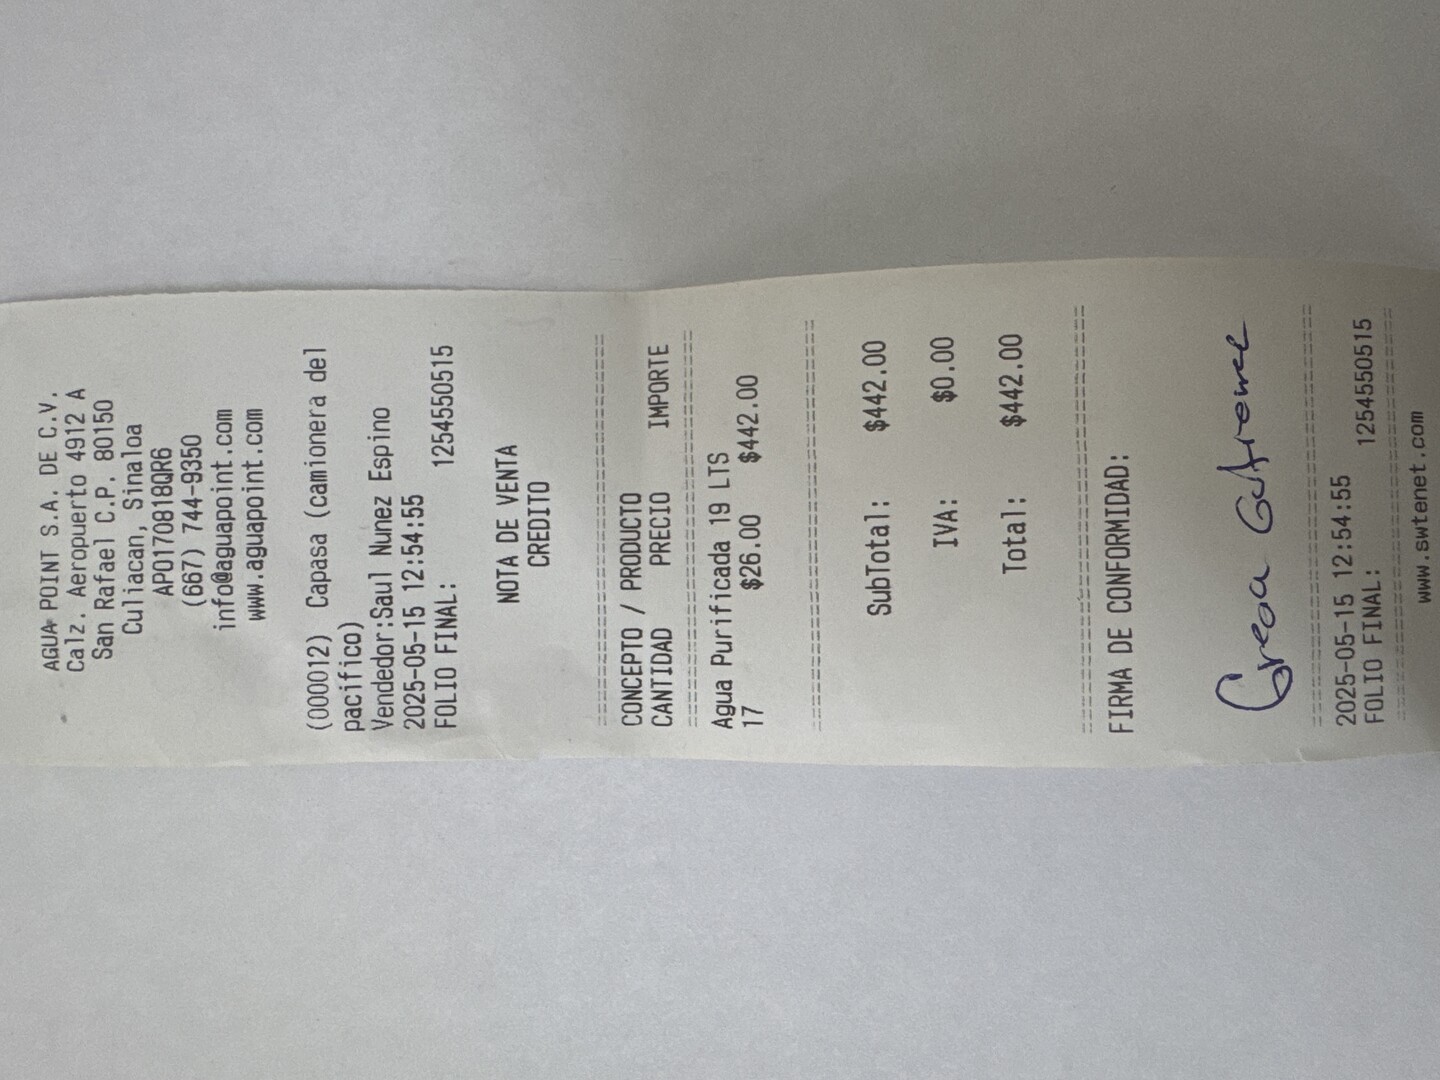 AGUA POINT S.A. DE C.V.
Calz. Aeropuerto 4912 A
San Rafael C.P. 80150
Culiacan, Sinaloa
APO170818QR6
(667) 744-9350
info@aguapoint.com
www.aguapoint.com
(000012) Capasa (camionera del
pacifico)
Vendedor:Saul Nunez Espino
2025-05-15 12:54:55
FOLIO FINAL: 1254550515
NOTA DE VENTA
CREDITO
CONCEPTO / PRODUCTO
CANTIDAD PRECIO IMPORTE
Agua Purificada 19 LTS
17 $26.00 $442.00
SubTotal: $442.00
IVA: $0.00
Total: $442.00
FIRMA DE CONFORMIDAD:
2025-05-15 12:54:55
FOLIO FINAL: 1254550515
www.swtenet.com